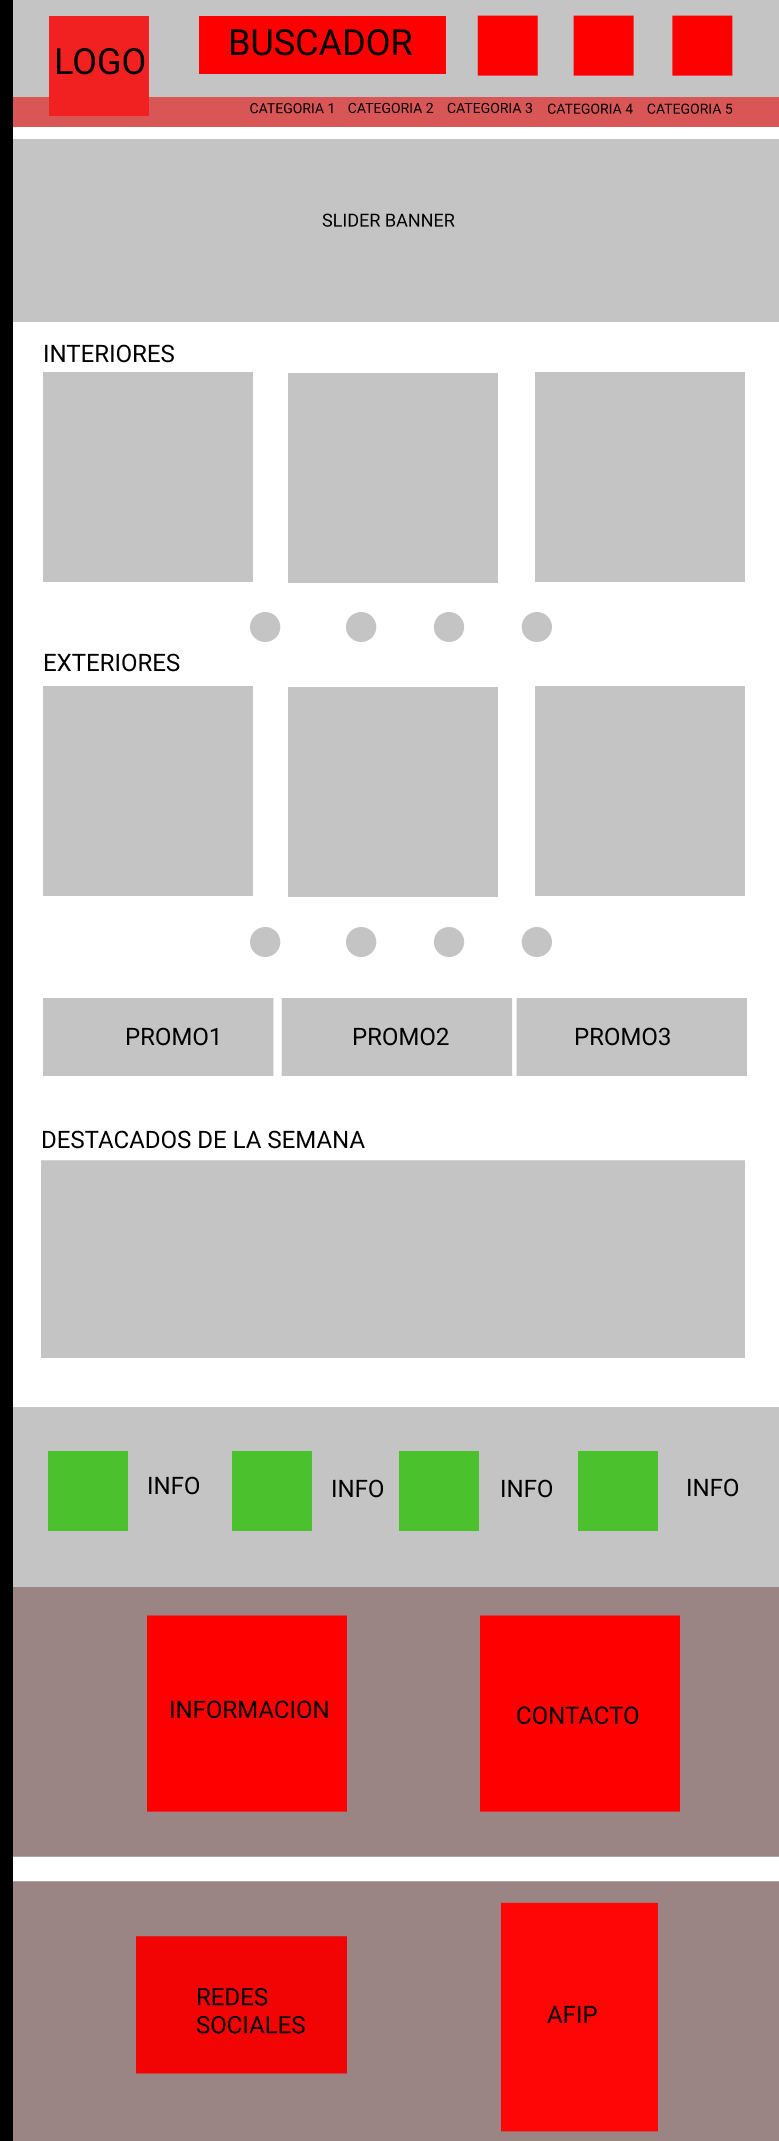 LOGO
BUSCADOR
CATEGORIA 1 CATEGORIA 2 CATEGORIA 3 CATEGORIA 4 CATEGORIA 5
SLIDER BANNER
INTERIORES
EXTERIORES
PROMO1 PROMO2 PROMO3
DESTACADOS DE LA SEMANA
INFO INFO INFO INFO
INFORMACION CONTACTO
REDES
SOCIALES
AFIP